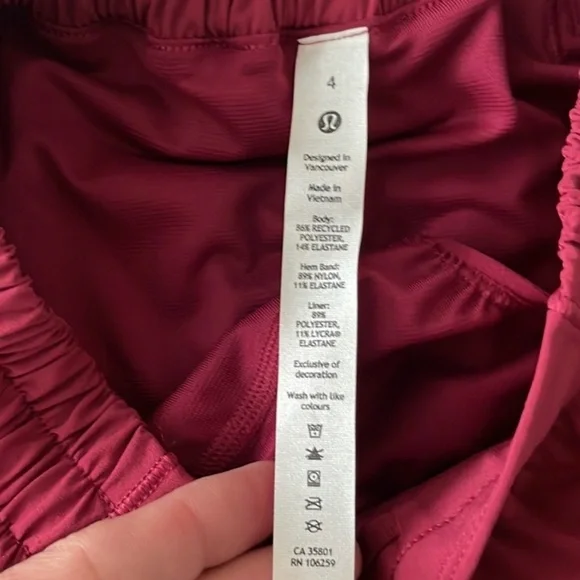 4
Designed in
Vancouver
Made in
Vietnam
Body:
86% RECYCLED
POLYESTER,
14% ELASTANE
Hem Band:
89% NYLON,
11% ELASTANE
Liner:
89%
POLYESTER,
11% LYCRA®
ELASTANE
Exclusive of
decoration
Wash with like
colours
CA 35801
RN 106259